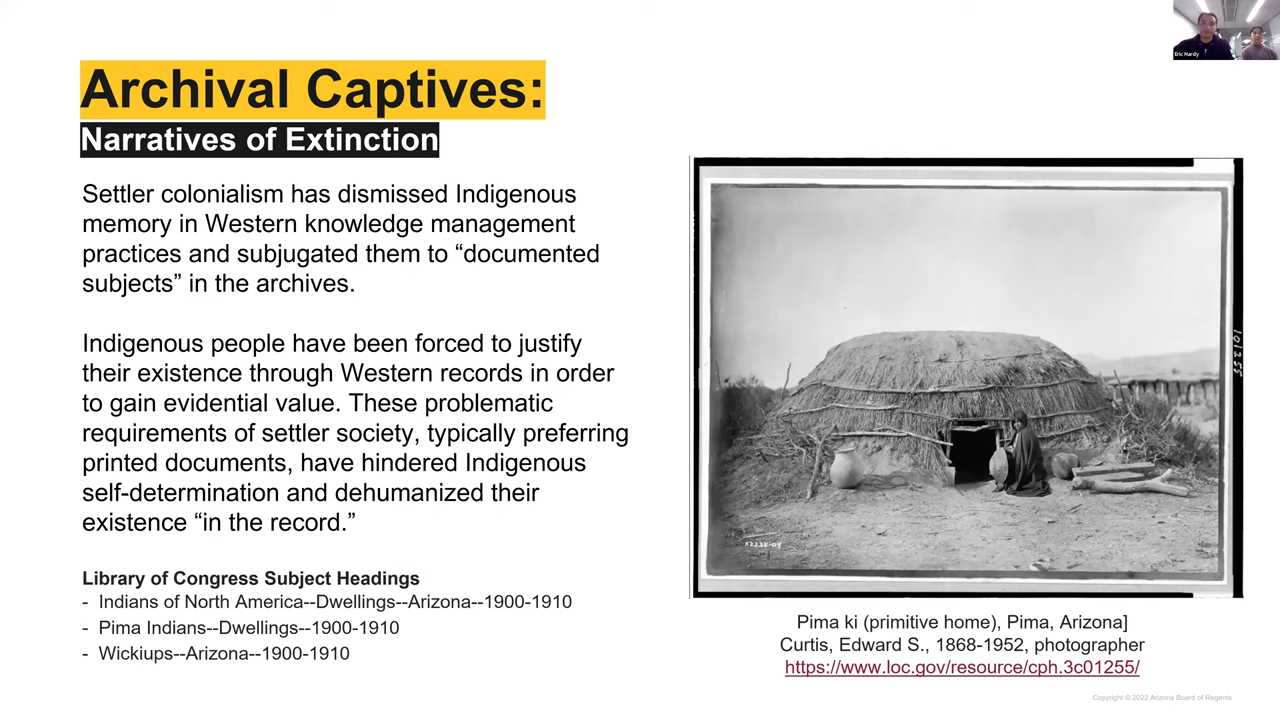 Eric Hardy
Archival Captives:
Narratives of Extinction
Settler colonialism has dismissed Indigenous
memory in Western knowledge management
practices and subjugated them to “documented
subjects” in the archives.
Indigenous people have been forced to justify
their existence through Western records in order
to gain evidential value. These problematic
requirements of settler society, typically preferring
printed documents, have hindered Indigenous
self-determination and dehumanized their
existence “in the record.”
Library of Congress Subject Headings
- Indians of North America--Dwellings--Arizona--1900-1910
- Pima Indians--Dwellings--1900-1910
- Wickiups--Arizona--1900-1910
101255
X2338-09
Pima ki (primitive home), Pima, Arizona]
Curtis, Edward S., 1868-1952, photographer
https://www.loc.gov/resource/cph.3c01255/
Copyright © 2022 Arizona Board of Regents